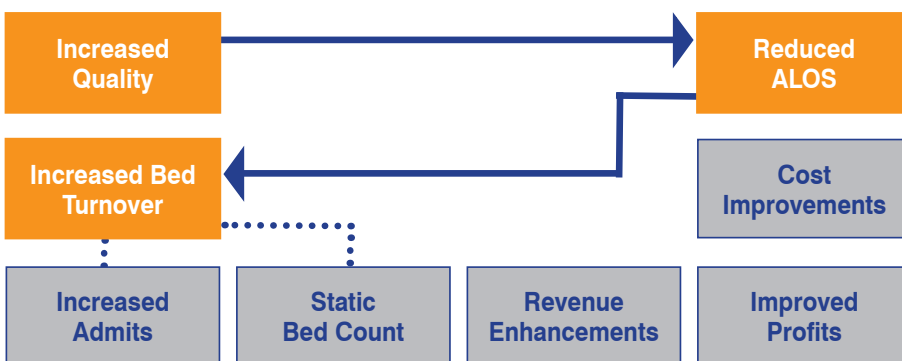 Increased
Quality
Reduced
ALOS
Increased Bed
Turnover
Cost
Improvements
Increased
Admits
Static
Bed Count
Revenue
Enhancements
Improved
Profits